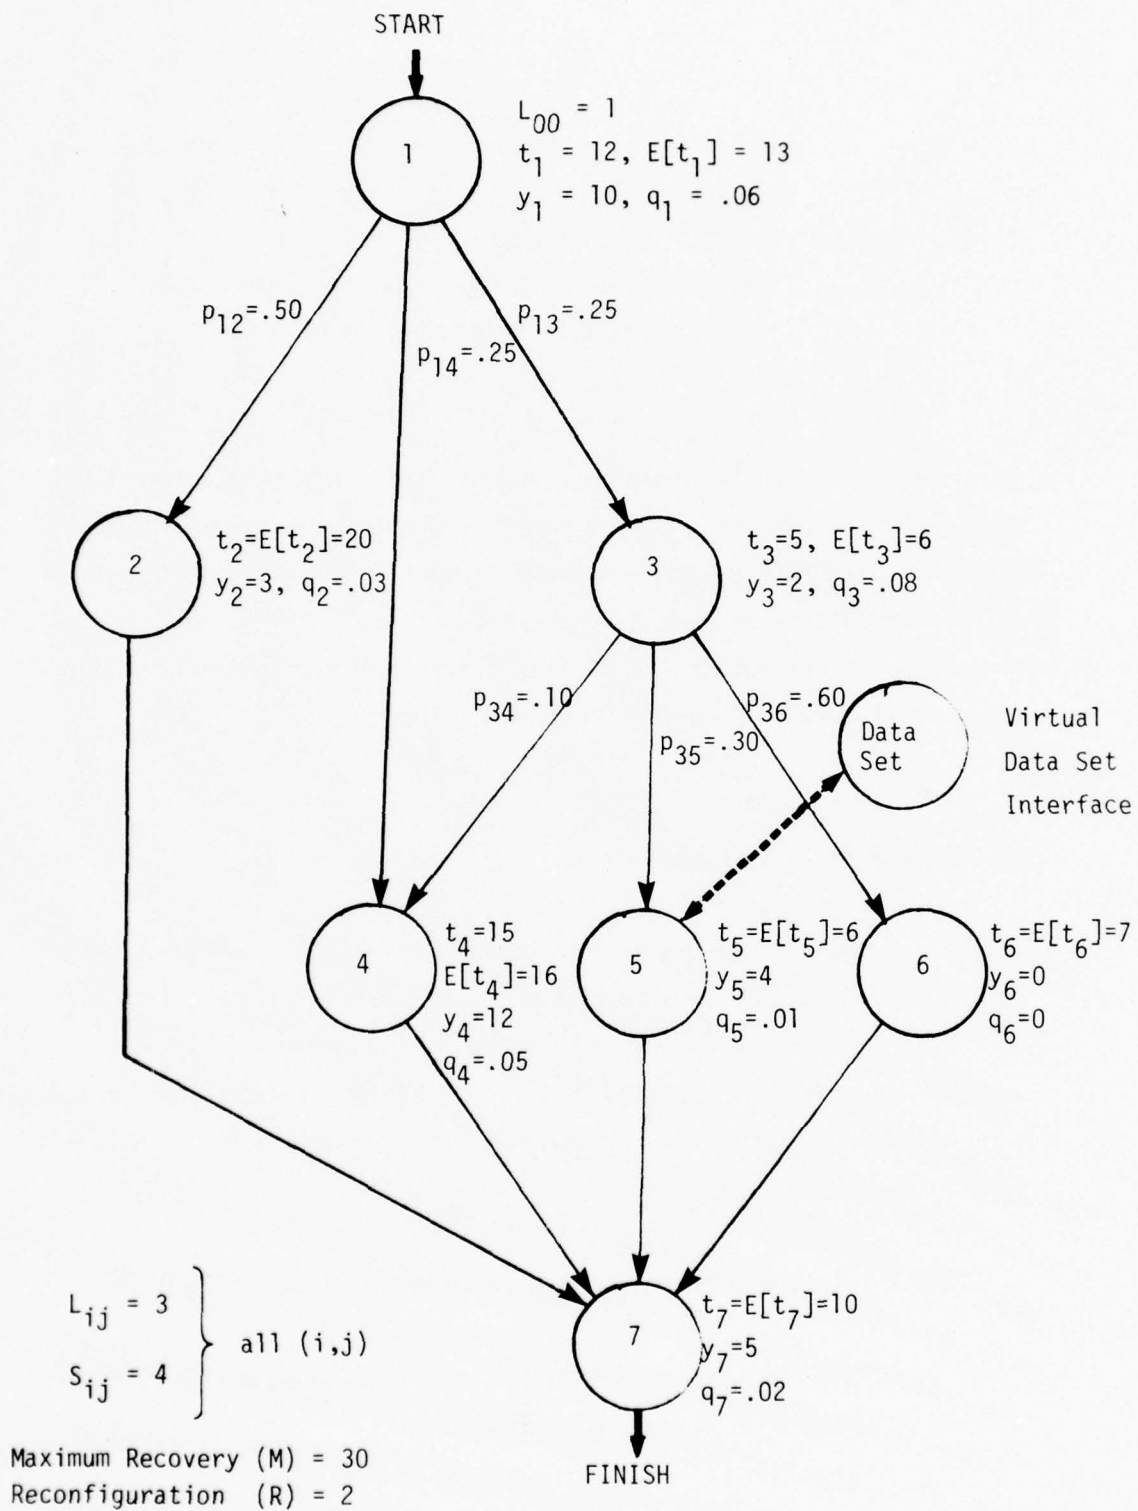 START
1
L00 = 1
t1 = 12, E[t1] = 13
y1 = 10, q1 = .06
p12=.50
p13=.25
p14=.25
2
t2=E[t2]=20
y2=3, q2=.03
3
t3=5, E[t3]=6
y3=2, q3=.08
p34=.10
p35=.30
p36=.60
Data
Set
Virtual
Data Set
Interface
4
t4=15
E[t4]=16
y4=12
q4=.05
5
t5=E[t5]=6
y5=4
q5=.01
6
t6=E[t6]=7
y6=0
q6=0
Lij = 3
Sij = 4
all (i,j)
7
t7=E[t7]=10
y7=5
q7=.02
Maximum Recovery (M) = 30
Reconfiguration (R) = 2
FINISH